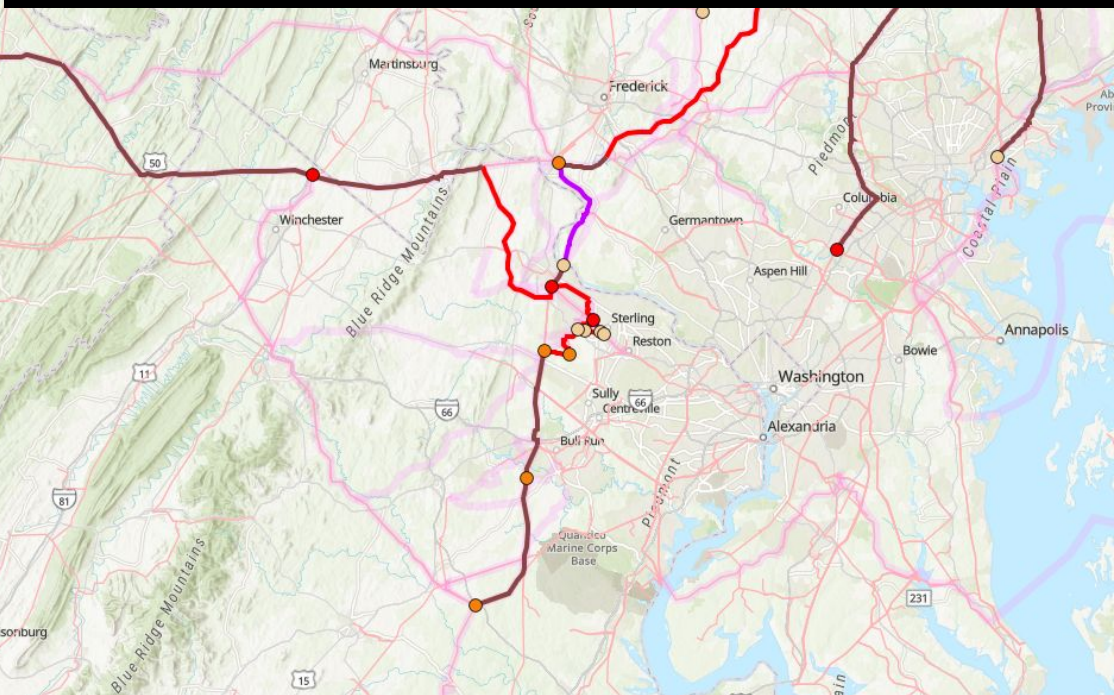 Martinsburg
Frederick
Piedmont
50
Columbia
Coastal Plain
Winchester
Germantown
Blue Ridge Mountains
Aspen Hill
Sterling
Annapolis
Reston
Bowie
11
Washington
Sully
66
66
Centreville
Alexandria
Bull Run
81
Piedmont
Quantico
Marine Corps
Base
Blue Ridge Mountains
231
sonburg
15